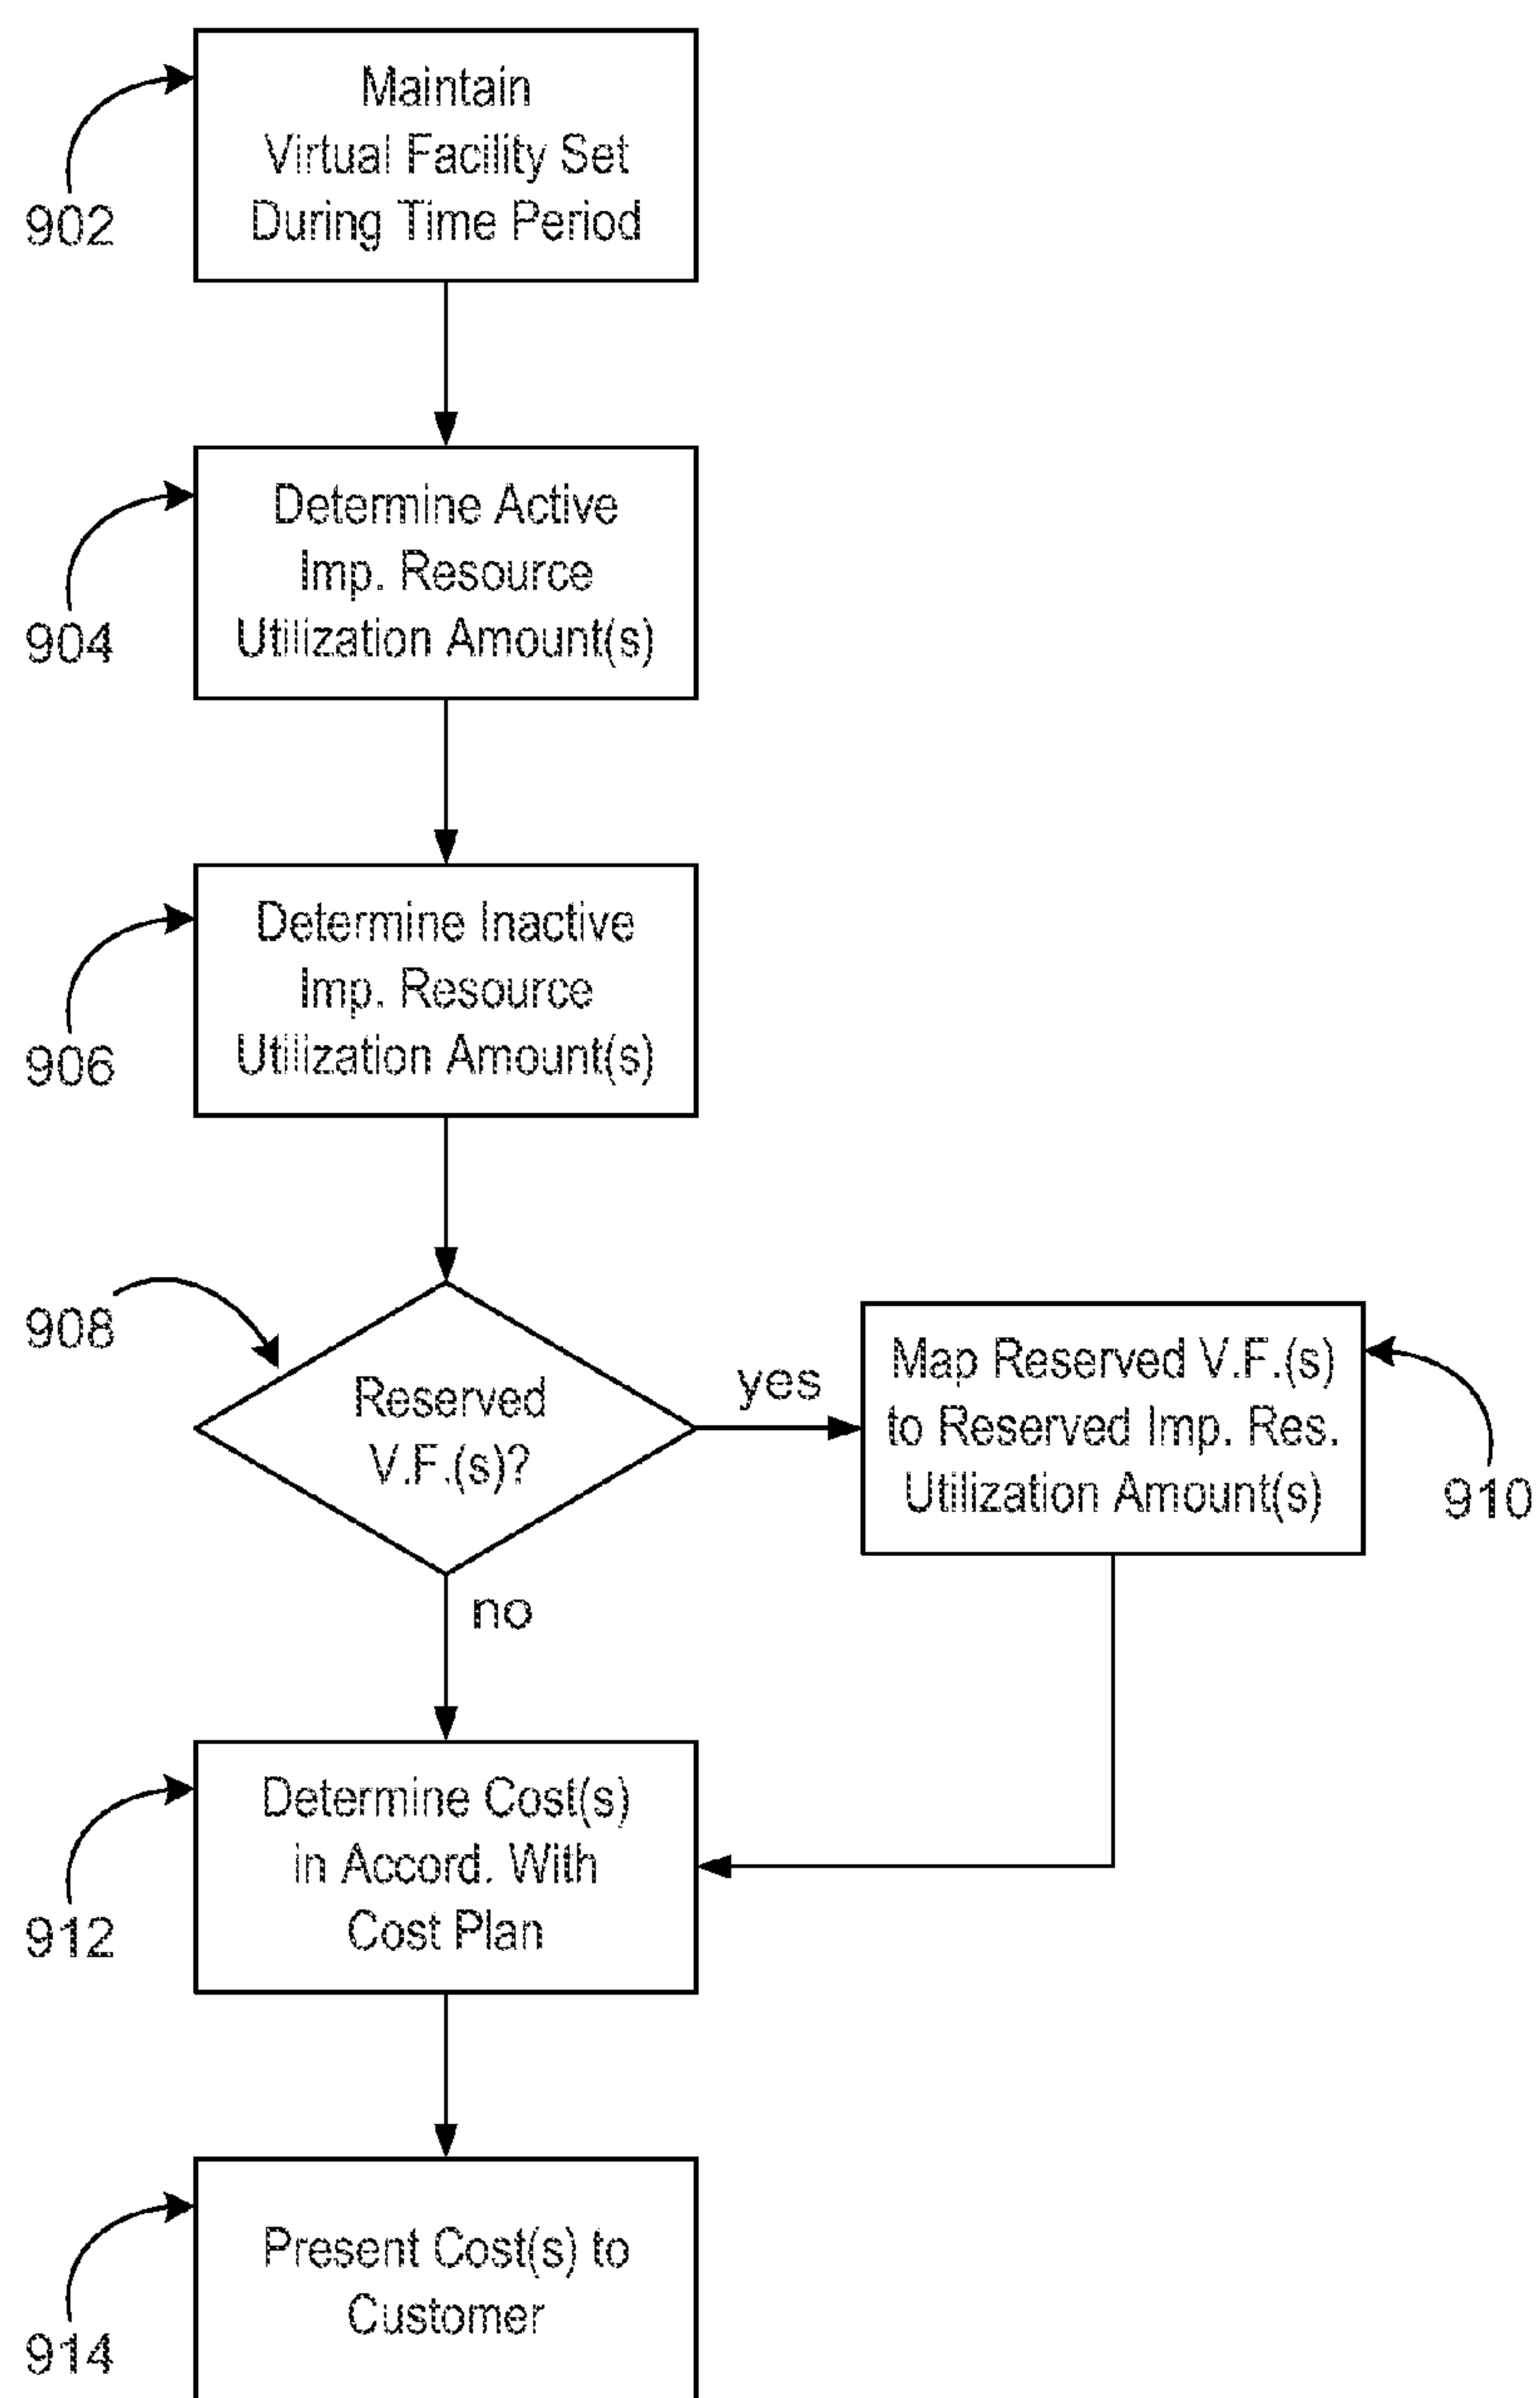 Maintain
Virtual Facility Set
During Time Period
902
Determine Active
Imp. Resource
Utilization Amount(s)
904
Determine Inactive
Imp. Resource
Utilization Amount(s)
906
908
Reserved
V.F.(s)?
yes
no
Map Reserved V.F.(s)
to Reserved Imp. Res.
Utilization Amount(s)
910
Determine Cost(s)
in Accord. With
Cost Plan
912
Present Cost(s) to
Customer
914